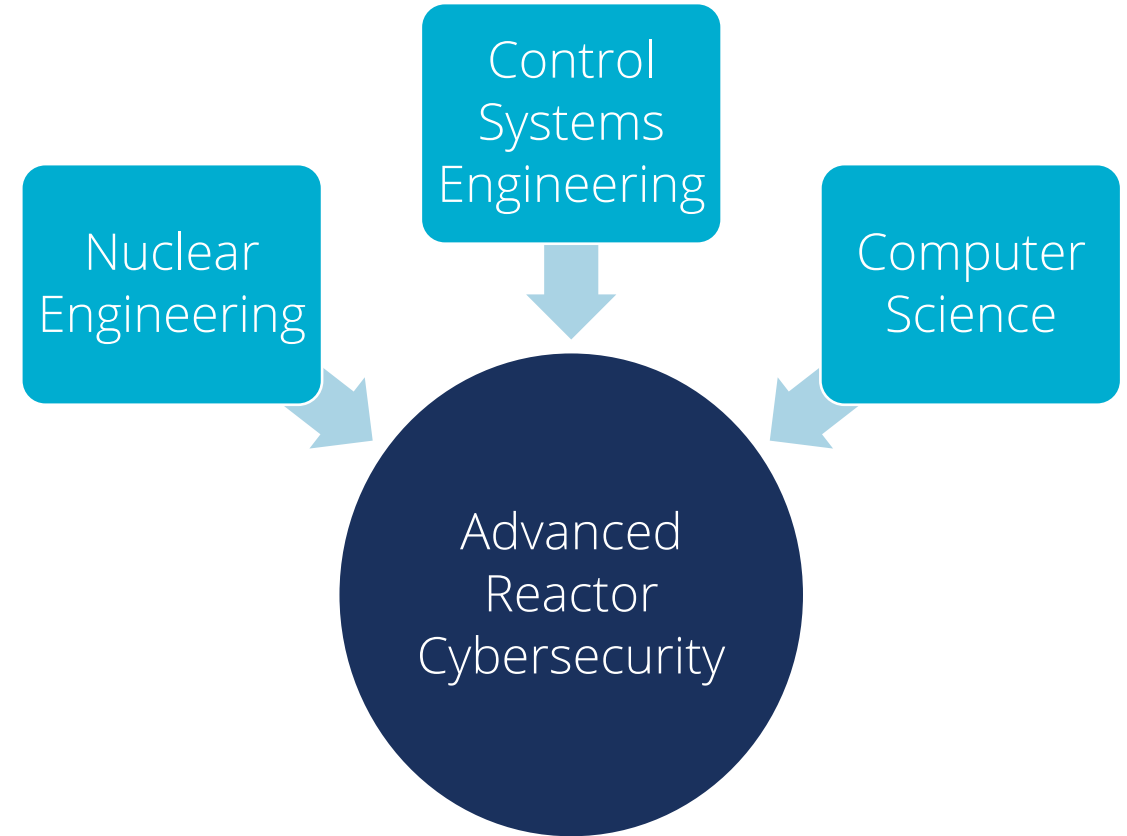 Control
Systems
Engineering
Nuclear
Engineering
Computer
Science
Advanced
Reactor
Cybersecurity